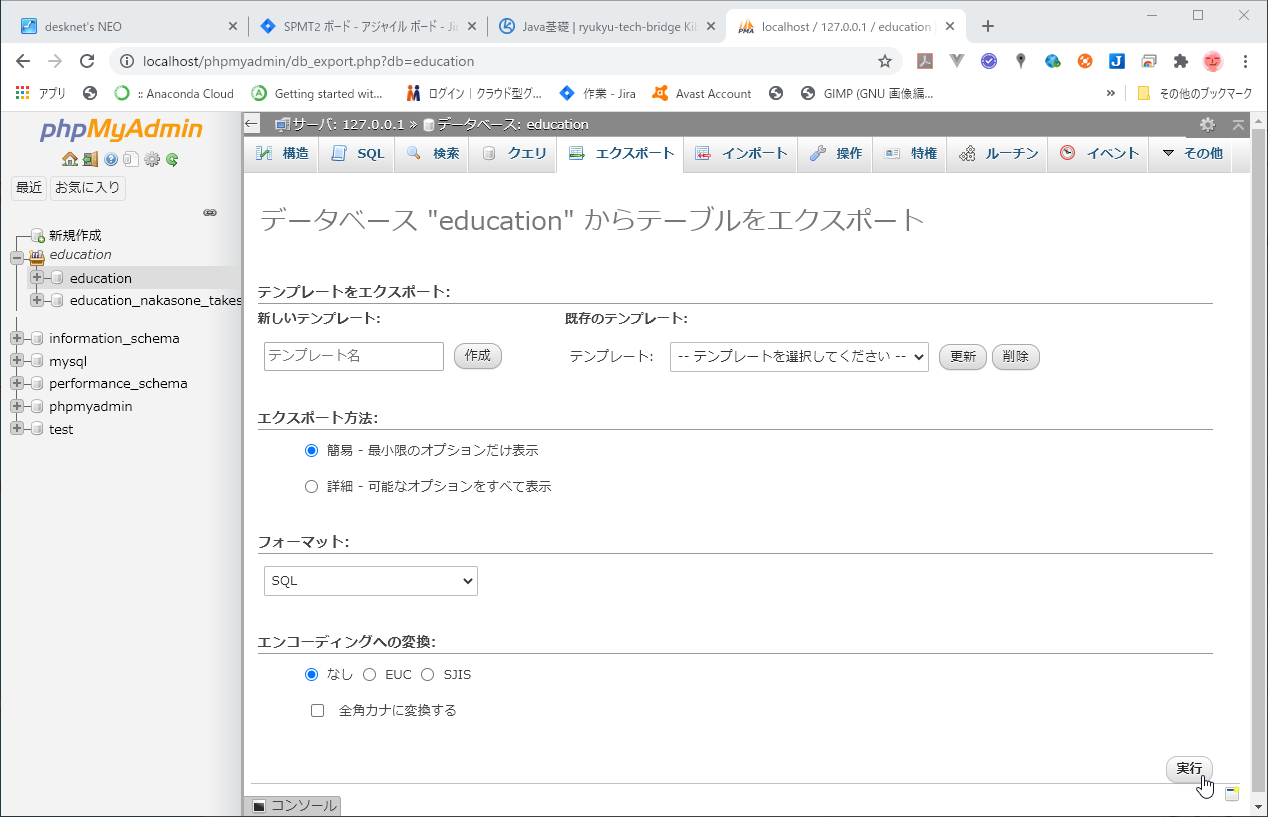 desknet's NEO
SPMT2 ボード - アジャイル ボード - Jir
Java基礎 | ryukyu-tech-bridge Kib
localhost / 127.0.0.1 / education |
localhost/phpmyadmin/db_export.php?db=education
アプリ
:: Anaconda Cloud
Getting started wit...
ログイン | クラウド型グ...
作業 - Jira
Avast Account
GIMP (GNU 画像編...
»
その他のブックマーク
phpMyAdmin
最近
お気に入り
新規作成
education
education
education_nakasone_takes
information_schema
mysql
performance_schema
phpmyadmin
test
サーバ: 127.0.0.1 » データベース: education
構造
SQL
検索
クエリ
エクスポート
インポート
操作
特権
ルーチン
イベント
その他
データベース "education" からテーブルをエクスポート
テンプレートをエクスポート:
新しいテンプレート:
既存のテンプレート:
テンプレート名
作成
テンプレート:
-- テンプレートを選択してください --
更新
削除
エクスポート方法:
簡易 - 最小限のオプションだけ表示
詳細 - 可能なオプションをすべて表示
フォーマット:
SQL
エンコーディングへの変換:
なし
EUC
SJIS
全角カナに変換する
実行
コンソール